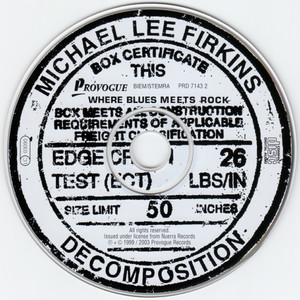 MICHAEL LEE FIRKINS
BOX CERTIFICATE
THIS
PROVOGUE
BIEM/STEMRA
PRD 7143 2
WHERE BLUES MEETS ROCK
BOX MEETS ALL CONSTRUCTION
REQUIREMENTS OF APPLICABLE
FREIGHT CLASSIFICATION
EDGE CRUSH 26
TEST (ECT) LBS/IN
SIZE LIMIT 50 INCHES
All rights reserved.
Issued under license from Nuerra Records
℗ + © 1999 / 2003 Provogue Records
DECOMPOSITION